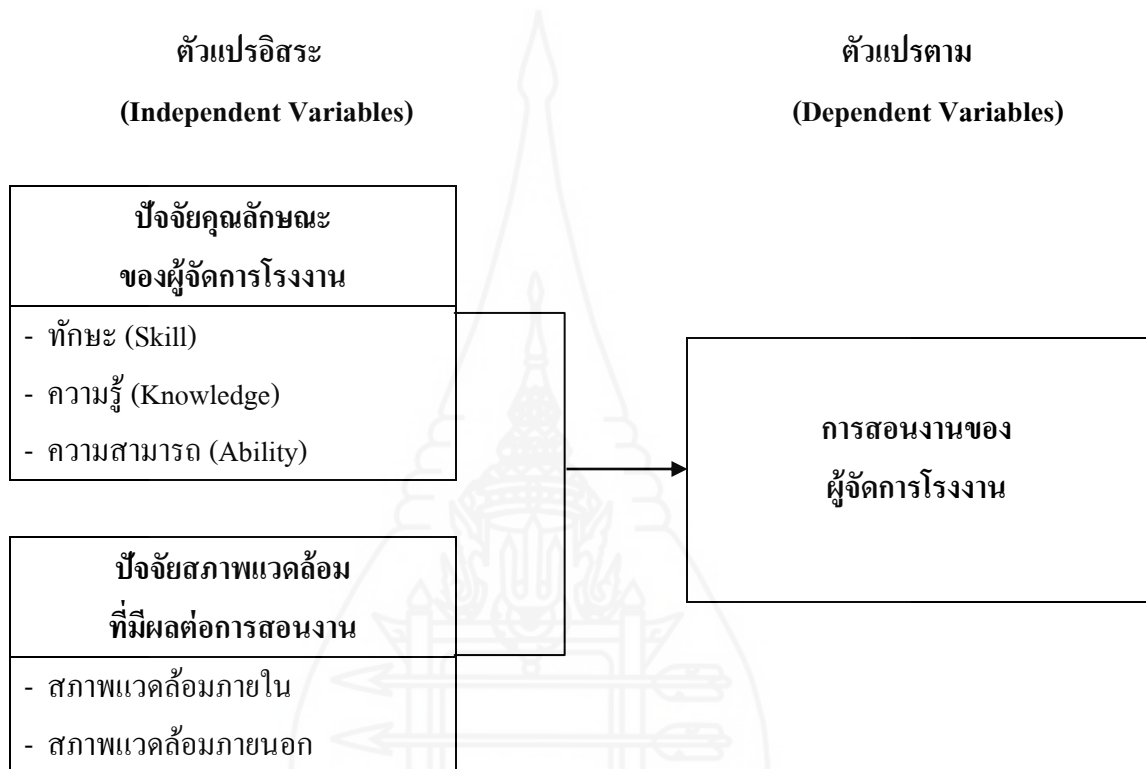 ตัวแปรอิสระ
(Independent Variables)
ตัวแปรตาม
(Dependent Variables)
ปัจจัยคุณลักษณะ
ของผู้จัดการโรงงาน
- ทักษะ (Skill)
- ความรู้ (Knowledge)
- ความสามารถ (Ability)
การสอนงานของ
ผู้จัดการโรงงาน
ปัจจัยสภาพแวดล้อม
ที่มีผลต่อการสอนงาน
- สภาพแวดล้อมภายใน
- สภาพแวดล้อมภายนอก